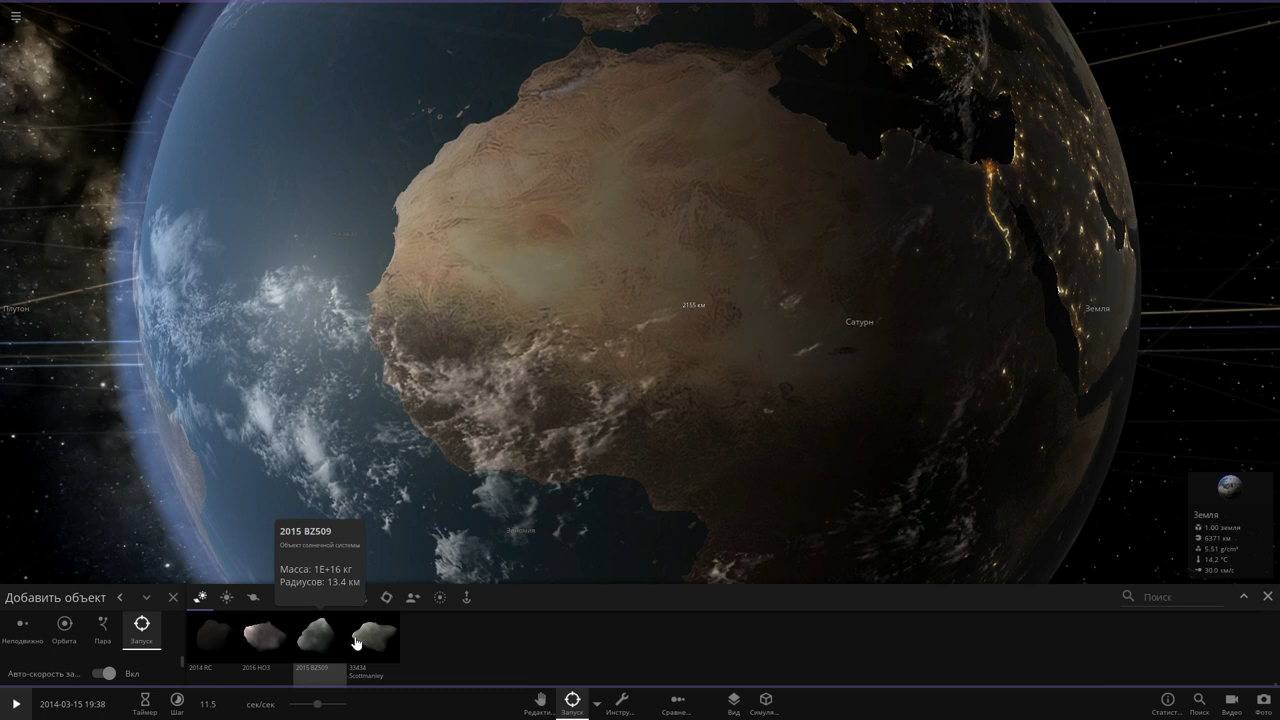 Плутон
2155 км
Сатурн
Земля
Земля
1.00 земля
6371 км
5.51 g/cm³
14.2 °C
30.0 км/с
2015 BZ509
Объект солнечной системы
Масса: 1E+16 кг
Радиусов: 13.4 км
Добавить объект
Поиск
Неподвижно
Орбита
Пара
Запуск
Авто-скорость за...
Вкл
2014 RC
2016 HO3
2015 BZ509
33434
Scottmanley
2014-03-15 19:38
Таймер
Шаг
11.5
сек/сек
Редакти...
Запуск
Инстру...
Сравне...
Вид
Симуля...
Статист...
Поиск
Видео
Фото